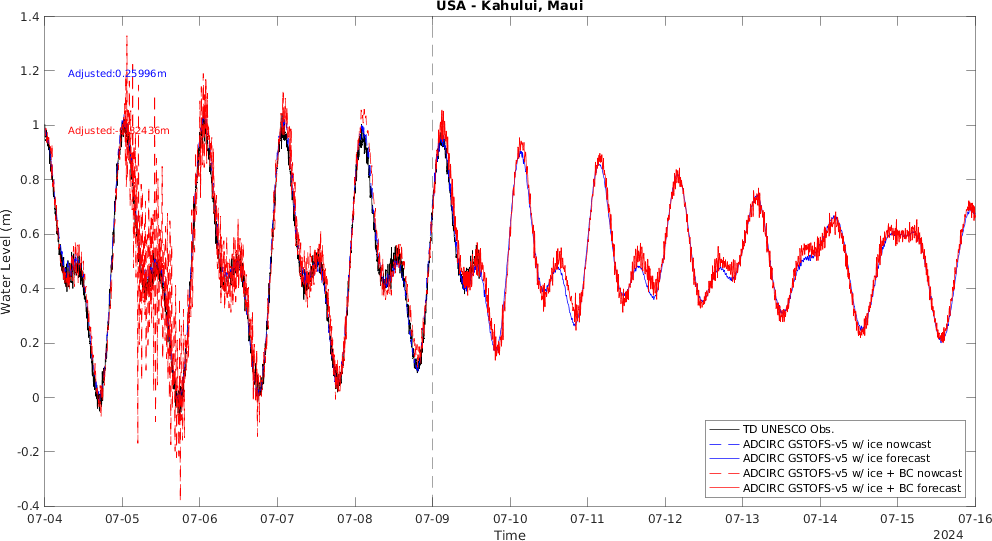 USA - Kahului, Maui
1.4
1.2
1
0.8
0.6
0.4
0.2
0
-0.2
-0.4
Water Level (m)
Adjusted:0.25996m
TD UNESCO Obs.
ADCIRC GSTOFS-v5 w/ ice nowcast
ADCIRC GSTOFS-v5 w/ ice forecast
ADCIRC GSTOFS-v5 w/ ice + BC nowcast
ADCIRC GSTOFS-v5 w/ ice + BC forecast
07-04 07-05 07-06 07-07 07-08 07-09 07-10 07-11 07-12 07-13 07-14 07-15 07-16
Time
2024